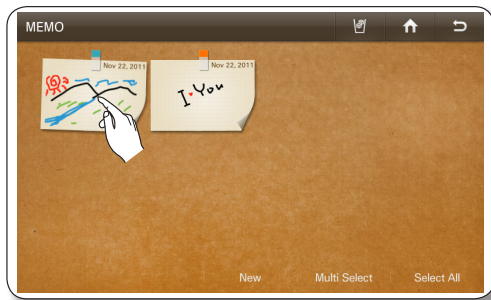 MEMO
Nov 22, 2011
Nov 22, 2011
I You
New Multi Select Select All